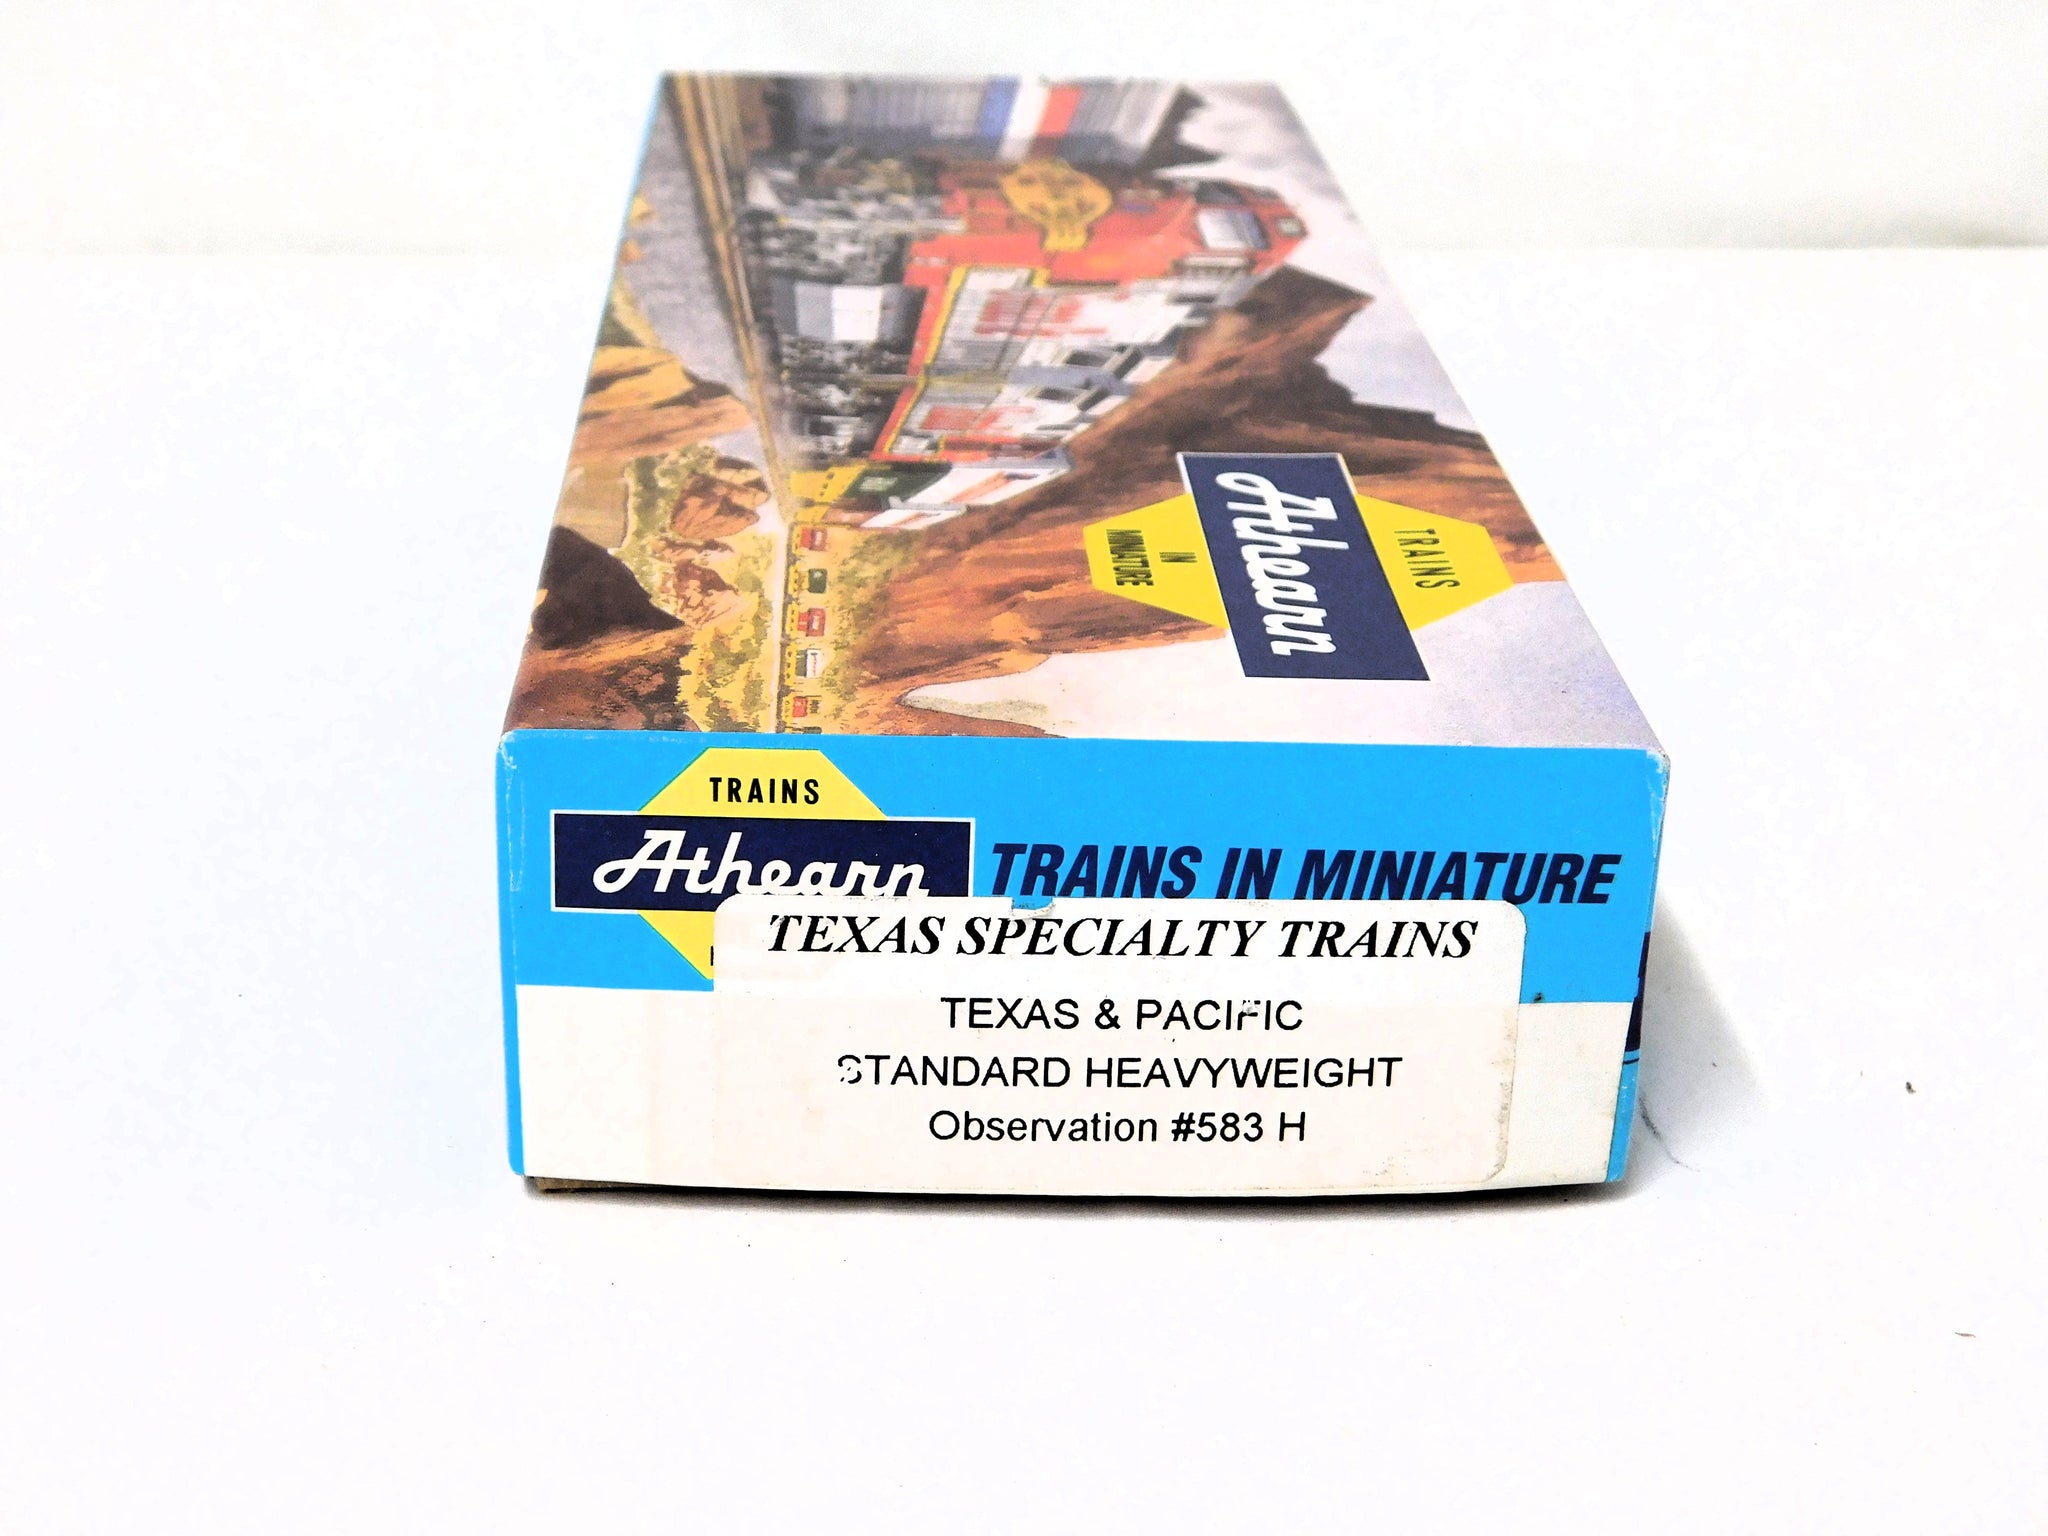 TRAINS
Athearn
IN
MINIATURE
TRAINS
Athearn
TRAINS IN MINIATURE
TEXAS SPECIALTY TRAINS
TEXAS & PACIFIC
STANDARD HEAVYWEIGHT
Observation #583 H